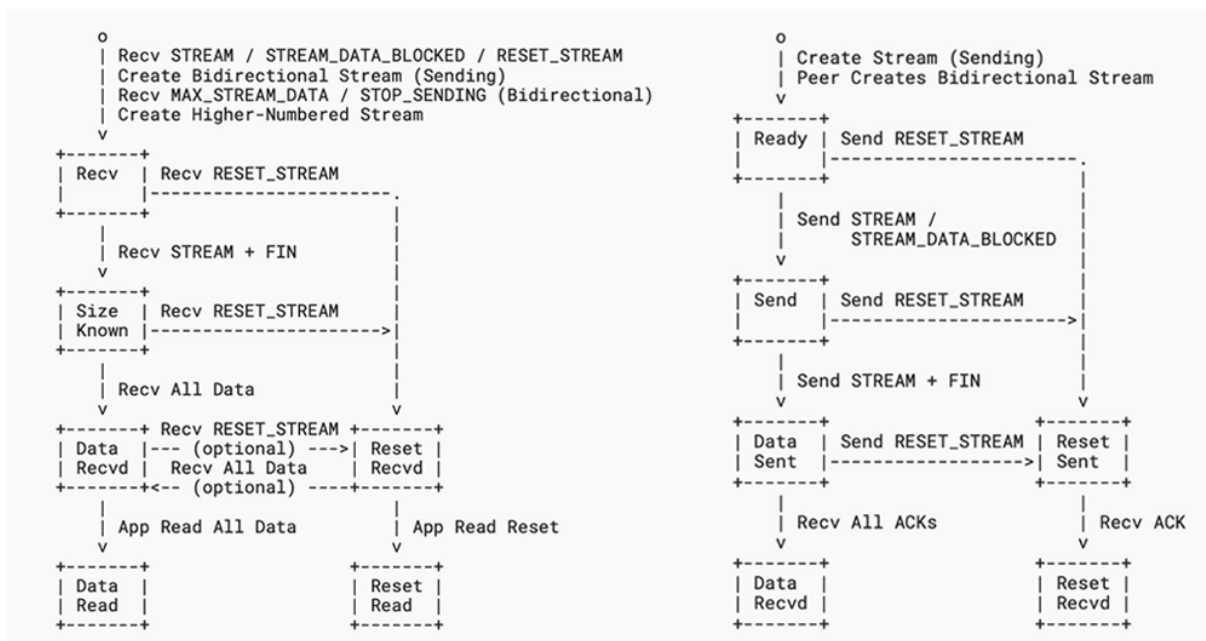 o
| Recv STREAM / STREAM_DATA_BLOCKED / RESET_STREAM
| Create Bidirectional Stream (Sending)
| Recv MAX_STREAM_DATA / STOP_SENDING (Bidirectional)
| Create Higher-Numbered Stream
v
+-------+
| Recv | Recv RESET_STREAM
| |-----------------------.
+-------+ |
| |
| Recv STREAM + FIN |
v |
+-------+ |
| Size | Recv RESET_STREAM |
| Known |---------------------->|
+-------+ |
| |
| Recv All Data |
v v
+-------+ Recv RESET_STREAM +-------+
| Data |--- (optional) --->| Reset |
| Recvd | Recv All Data | Recvd |
+-------+<-- (optional) ----+-------+
| |
| App Read All Data | App Read Reset
v v
+-------+ +-------+
| Data | | Reset |
| Read | | Read |
+-------+ +-------+
o
| Create Stream (Sending)
| Peer Creates Bidirectional Stream
v
+-------+
| Ready | Send RESET_STREAM
| |-----------------------.
+-------+ |
| |
| Send STREAM / |
| STREAM_DATA_BLOCKED |
v |
+-------+ |
| Send | Send RESET_STREAM |
| |---------------------->|
+-------+ |
| |
| Send STREAM + FIN |
v v
+-------+ +-------+
| Data | Send RESET_STREAM | Reset |
| Sent |------------------>| Sent |
+-------+ +-------+
| |
| Recv All ACKs | Recv ACK
v v
+-------+ +-------+
| Data | | Reset |
| Recvd | | Recvd |
+-------+ +-------+